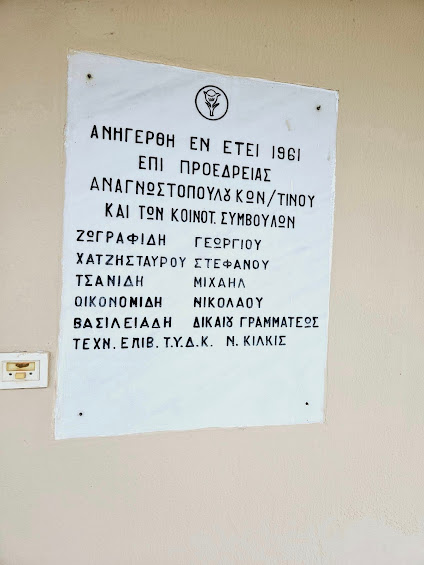 ΑΝΗΓΕΡΘΗ ΕΝ ΕΤΕΙ 1961
ΕΠΙ ΠΡΟΕΔΡΕΙΑΣ
ΑΝΑΓΝΩΣΤΟΠΟΥΛΟΥ ΚΩΝ/ΤΙΝΟΥ
ΚΑΙ ΤΩΝ ΚΟΙΝΟΤ. ΣΥΜΒΟΥΛΩΝ
ΖΩΓΡΑΦΙΔΗ ΓΕΩΡΓΙΟΥ
ΧΑΤΖΗΣΤΑΥΡΟΥ ΣΤΕΦΑΝΟΥ
ΤΣΑΝΙΔΗ ΜΙΧΑΗΛ
ΟΙΚΟΝΟΜΙΔΗ ΝΙΚΟΛΑΟΥ
ΒΑΣΙΛΕΙΑΔΗ ΔΙΚΑΙΟΥ ΓΡΑΜΜΑΤΕΩΣ
ΤΕΧΝ. ΕΠΙΒ. Τ.Υ.Δ.Κ. Ν. ΚΙΛΚΙΣ